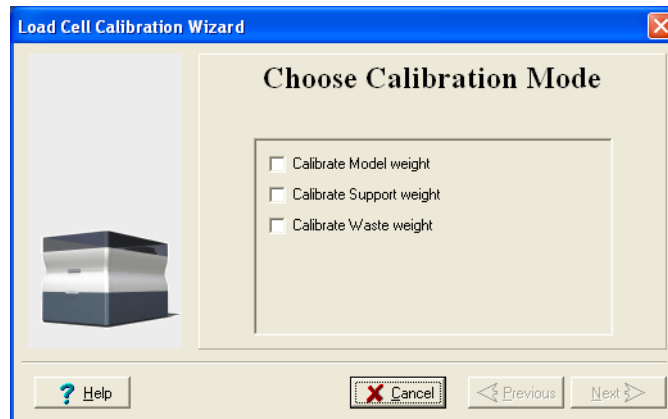 Load Cell Calibration Wizard
Choose Calibration Mode
Calibrate Model weight
Calibrate Support weight
Calibrate Waste weight
? Help
Cancel
Previous
Next